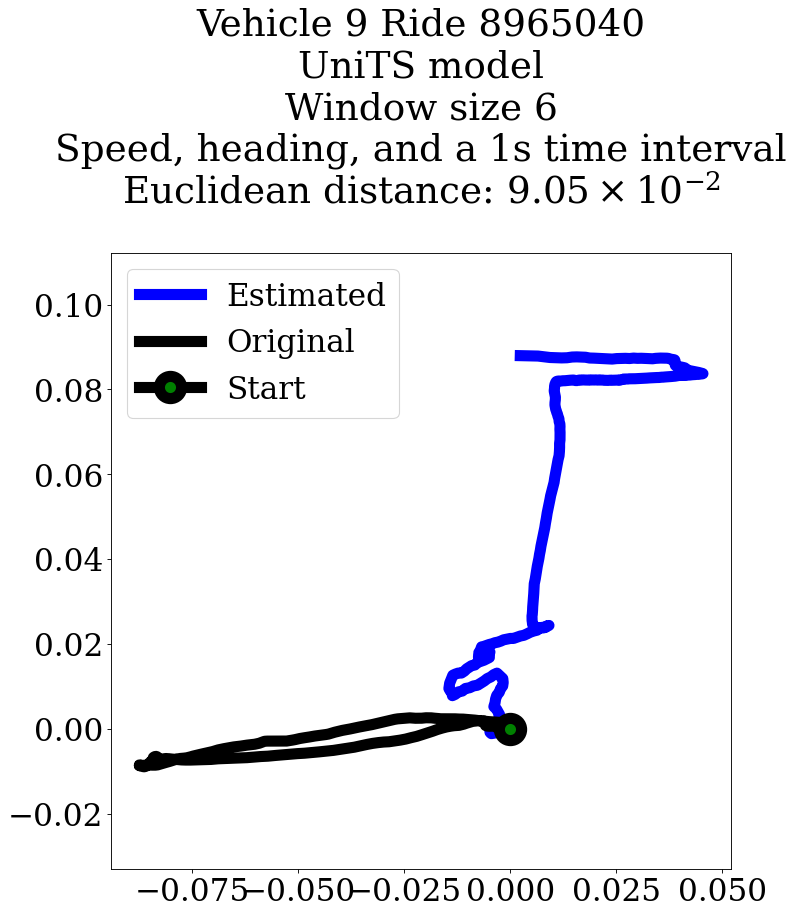 Vehicle 9 Ride 8965040
UniTS model
Window size 6
Speed, heading, and a 1s time interval
Euclidean distance: 9.05 × 10⁻²
Estimated
Original
Start
0.10
0.08
0.06
0.04
0.02
0.00
−0.02
−0.075 −0.050 −0.025 0.000 0.025 0.050